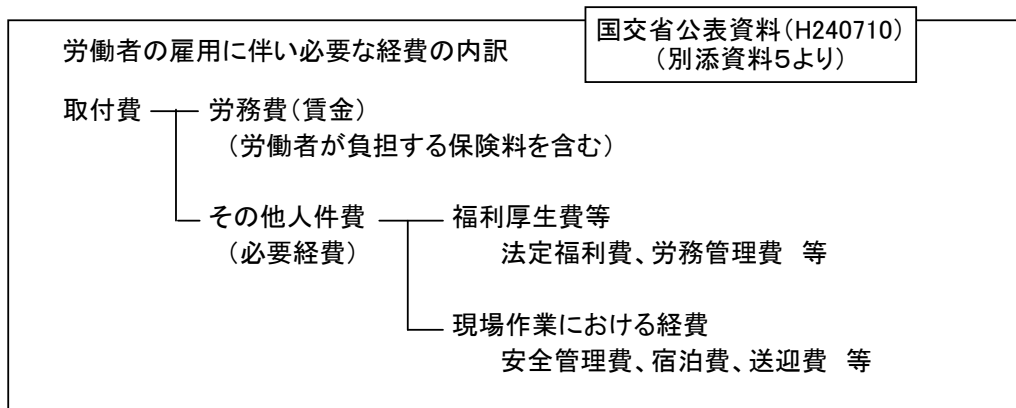 国交省公表資料(H240710)
(別添資料5より)
労働者の雇用に伴い必要な経費の内訳
取付費 労務費(賃金)
(労働者が負担する保険料を含む)
その他人件費 福利厚生費等
(必要経費) 法定福利費、労務管理費 等
現場作業における経費
安全管理費、宿泊費、送迎費 等